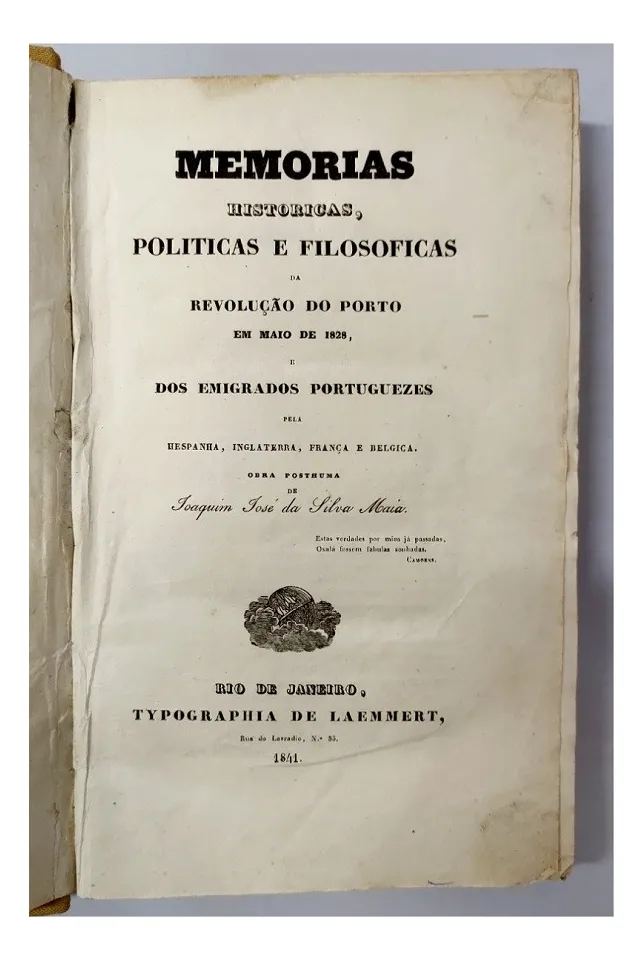 MEMORIAS
HISTORICAS,
POLITICAS E FILOSOFICAS
DA
REVOLUÇÃO DO PORTO
EM MAIO DE 1828,
E
DOS EMIGRADOS PORTUGUEZES
PELA
HESPANHA, INGLATERRA, FRANÇA E BELGICA.
OBRA POSTHUMA
DE
Joaquim José da Silva Maia.
Estas verdades por mim já passadas,
Oxalá fossem fabulas sonhadas.
CAMOENS.
RIO DE JANEIRO,
TYPOGRAPHIA DE LAEMMERT,
Rua do Lavradio, N.º 53.
1841.